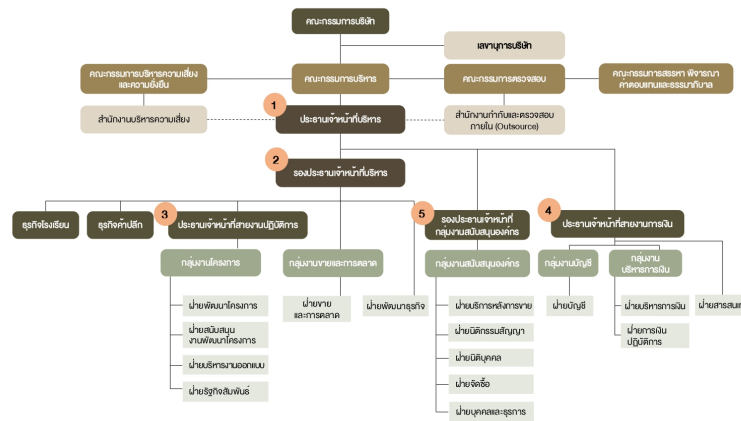 คณะกรรมการบริษัท
เลขานุการบริษัท
คณะกรรมการบริหารความเสี่ยง
และความยั่งยืน
คณะกรรมการบริหาร
คณะกรรมการตรวจสอบ
คณะกรรมการสรรหา พิจารณา
ค่าตอบแทนและธรรมาภิบาล
สำนักงานบริหารความเสี่ยง
1
ประธานเจ้าหน้าที่บริหาร
สำนักงานกำกับและตรวจสอบ
ภายใน (Outsource)
2
รองประธานเจ้าหน้าที่บริหาร
ธุรกิจโรงเรียน
ธุรกิจค้าปลีก
3
ประธานเจ้าหน้าที่สายงานปฏิบัติการ
5
รองประธานเจ้าหน้าที่
กลุ่มงานสนับสนุนองค์กร
4
ประธานเจ้าหน้าที่สายงานการเงิน
กลุ่มงานโครงการ
กลุ่มงานขายและการตลาด
กลุ่มงานสนับสนุนองค์กร
กลุ่มงานบัญชี
กลุ่มงาน
บริหารการเงิน
ฝ่ายพัฒนาโครงการ
ฝ่ายสนับสนุน
งานพัฒนาโครงการ
ฝ่ายบริหารงานออกแบบ
ฝ่ายรัฐกิจสัมพันธ์
ฝ่ายขาย
และการตลาด
ฝ่ายพัฒนาธุรกิจ
ฝ่ายบริการหลังการขาย
ฝ่ายนิติกรรมสัญญา
ฝ่ายนิติบุคคล
ฝ่ายจัดซื้อ
ฝ่ายบุคคลและธุรการ
ฝ่ายบัญชี
ฝ่ายบริหารการเงิน
ฝ่ายการเงิน
ปฏิบัติการ